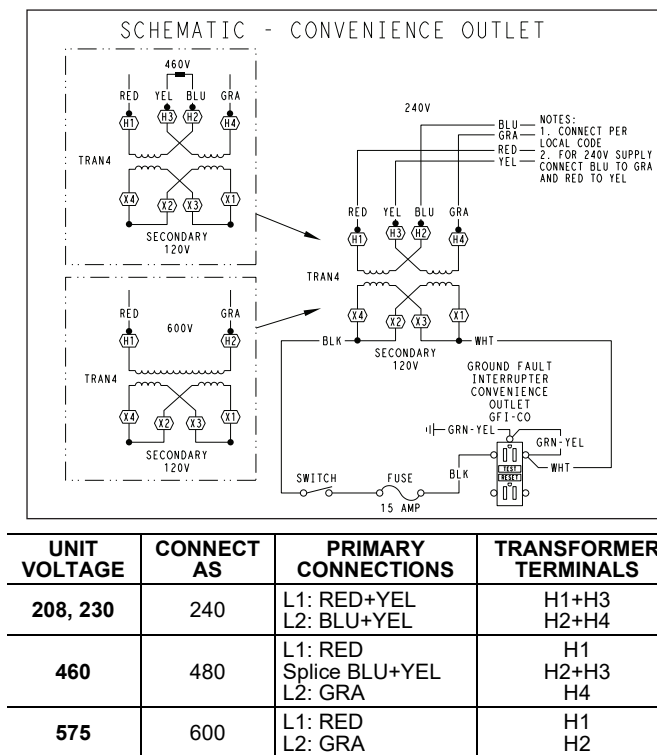 SCHEMATIC - CONVENIENCE OUTLET
460V
RED YEL BLU GRA
H1 H3 H2 H4
TRAN4
X4 X2 X3 X1
SECONDARY
120V
RED GRA
600V
H1 H2
TRAN4
X4 X2 X3 X1
SECONDARY
120V
240V
BLU
GRA
RED
YEL
NOTES:
1. CONNECT PER
LOCAL CODE
2. FOR 240V SUPPLY
CONNECT BLU TO GRA
AND RED TO YEL
RED YEL BLU GRA
H1 H3 H2 H4
TRAN4
X4 X2 X3 X1
BLK WHT
SECONDARY
120V
GROUND FAULT
INTERRUPTER
CONVENIENCE
OUTLET
GFI-CO
GRN-YEL
GRN-YEL
WHT
BLK
TEST
RESET
SWITCH
FUSE
15 AMP
UNIT VOLTAGE CONNECT AS PRIMARY CONNECTIONS TRANSFORMER TERMINALS
208, 230 240 L1: RED+YEL H1+H3
L2: BLU+YEL H2+H4
L1: RED H1
460 480 Splice BLU+YEL H2+H3
L2: GRA H4
575 600 L1: RED H1
L2: GRA H2